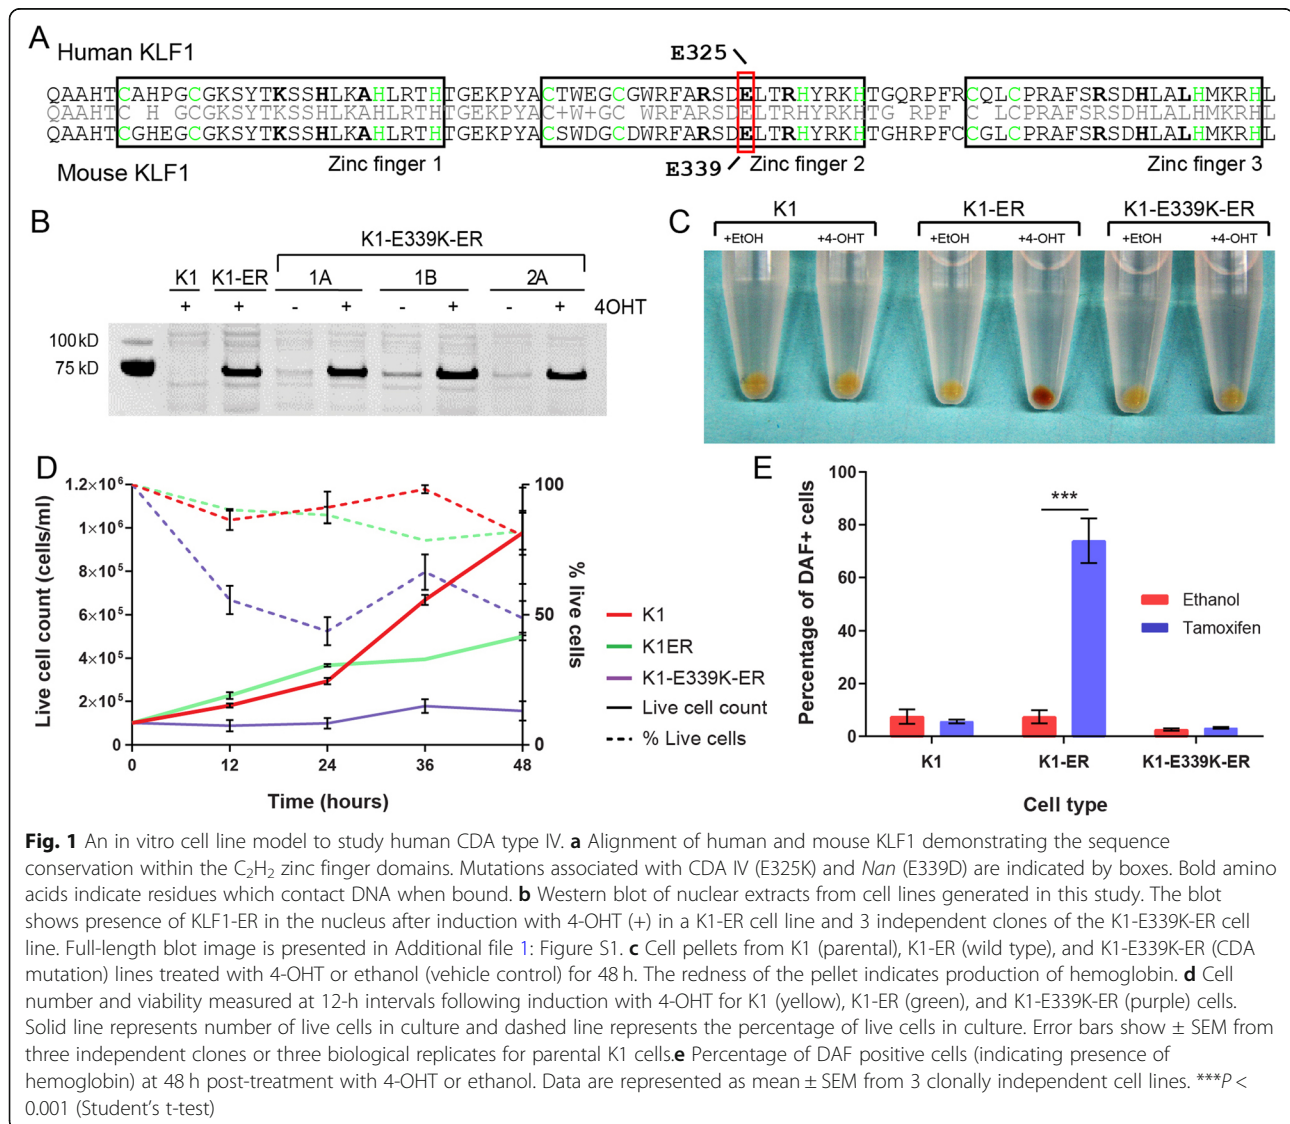 A
Human KLF1
E325
QAAHTCAHPGCGKSYTKSSHLKAHLRTHTGEKPYACTWEGCGWRFARSDELTRHYRKHTGQRPFRCQLCPRAFSRSDHLALHMKRHL
QAAHTC H GCGKSYTKSSHLKAHLRTHTGEKPYAC+W+GC WRFARSDELTRHYRKHTG RPF C LCPRAFSRSDHLALHMKRHL
QAAHTCGHEGCGKSYTKSSHLKAHLRTHTGEKPYACSWDGCDWRFARSDELTRHYRKHTGHRPFCCGLCPRAFSRSDHLALHMKRHL
Mouse KLF1
Zinc finger 1
E339
Zinc finger 2
Zinc finger 3
B
K1-E339K-ER
K1 K1-ER 1A 1B 2A
+ + - + - + - + 4OHT
100kD
75 kD
C
K1 K1-ER K1-E339K-ER
+EtOH +4-OHT +EtOH +4-OHT +EtOH +4-OHT
D
Live cell count (cells/ml)
1.2×10⁶
1×10⁶
8×10⁵
6×10⁵
4×10⁵
2×10⁵
0
100
50
0
% live cells
0 12 24 36 48
Time (hours)
K1
K1ER
K1-E339K-ER
Live cell count
% Live cells
E
Percentage of DAF+ cells
100
80
60
40
20
0
***
Ethanol
Tamoxifen
K1 K1-ER K1-E339K-ER
Cell type
Fig. 1 An in vitro cell line model to study human CDA type IV. a Alignment of human and mouse KLF1 demonstrating the sequence
conservation within the C₂H₂ zinc finger domains. Mutations associated with CDA IV (E325K) and Nan (E339D) are indicated by boxes. Bold amino
acids indicate residues which contact DNA when bound. b Western blot of nuclear extracts from cell lines generated in this study. The blot
shows presence of KLF1-ER in the nucleus after induction with 4-OHT (+) in a K1-ER cell line and 3 independent clones of the K1-E339K-ER cell
line. Full-length blot image is presented in Additional file 1: Figure S1. c Cell pellets from K1 (parental), K1-ER (wild type), and K1-E339K-ER (CDA
mutation) lines treated with 4-OHT or ethanol (vehicle control) for 48 h. The redness of the pellet indicates production of hemoglobin. d Cell
number and viability measured at 12-h intervals following induction with 4-OHT for K1 (yellow), K1-ER (green), and K1-E339K-ER (purple) cells.
Solid line represents number of live cells in culture and dashed line represents the percentage of live cells in culture. Error bars show ± SEM from
three independent clones or three biological replicates for parental K1 cells.e Percentage of DAF positive cells (indicating presence of
hemoglobin) at 48 h post-treatment with 4-OHT or ethanol. Data are represented as mean ± SEM from 3 clonally independent cell lines. ***P <
0.001 (Student's t-test)